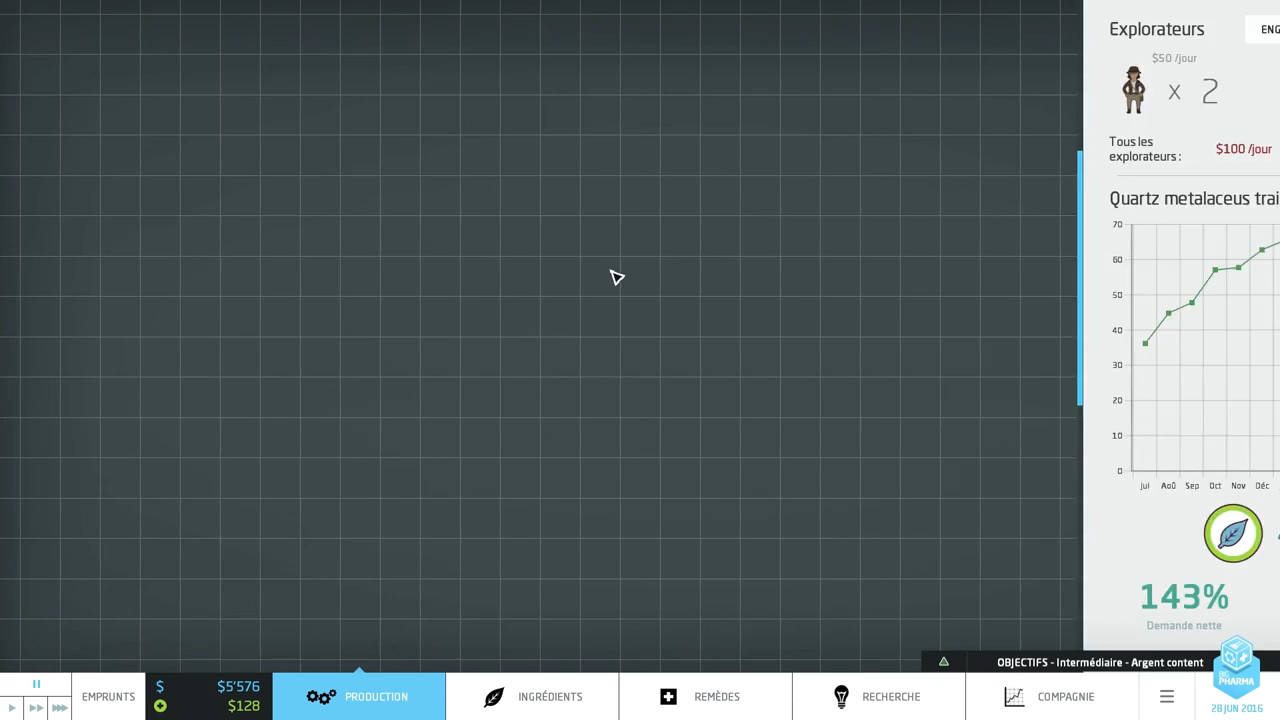 Explorateurs
ENG
$50 /jour
x 2
Tous les
explorateurs :
$100 /jour
Quartz metalaceus trai
70
60
50
40
30
20
10
0
Jul Aoû Sep Oct Nov Déc
143%
Demande nette
OBJECTIFS - Intermédiaire - Argent content
EMPRUNTS
$ $5'576
$128
PRODUCTION
INGRÉDIENTS
REMÈDES
RECHERCHE
COMPAGNIE
BIG
PHARMA
28 JUN 2016